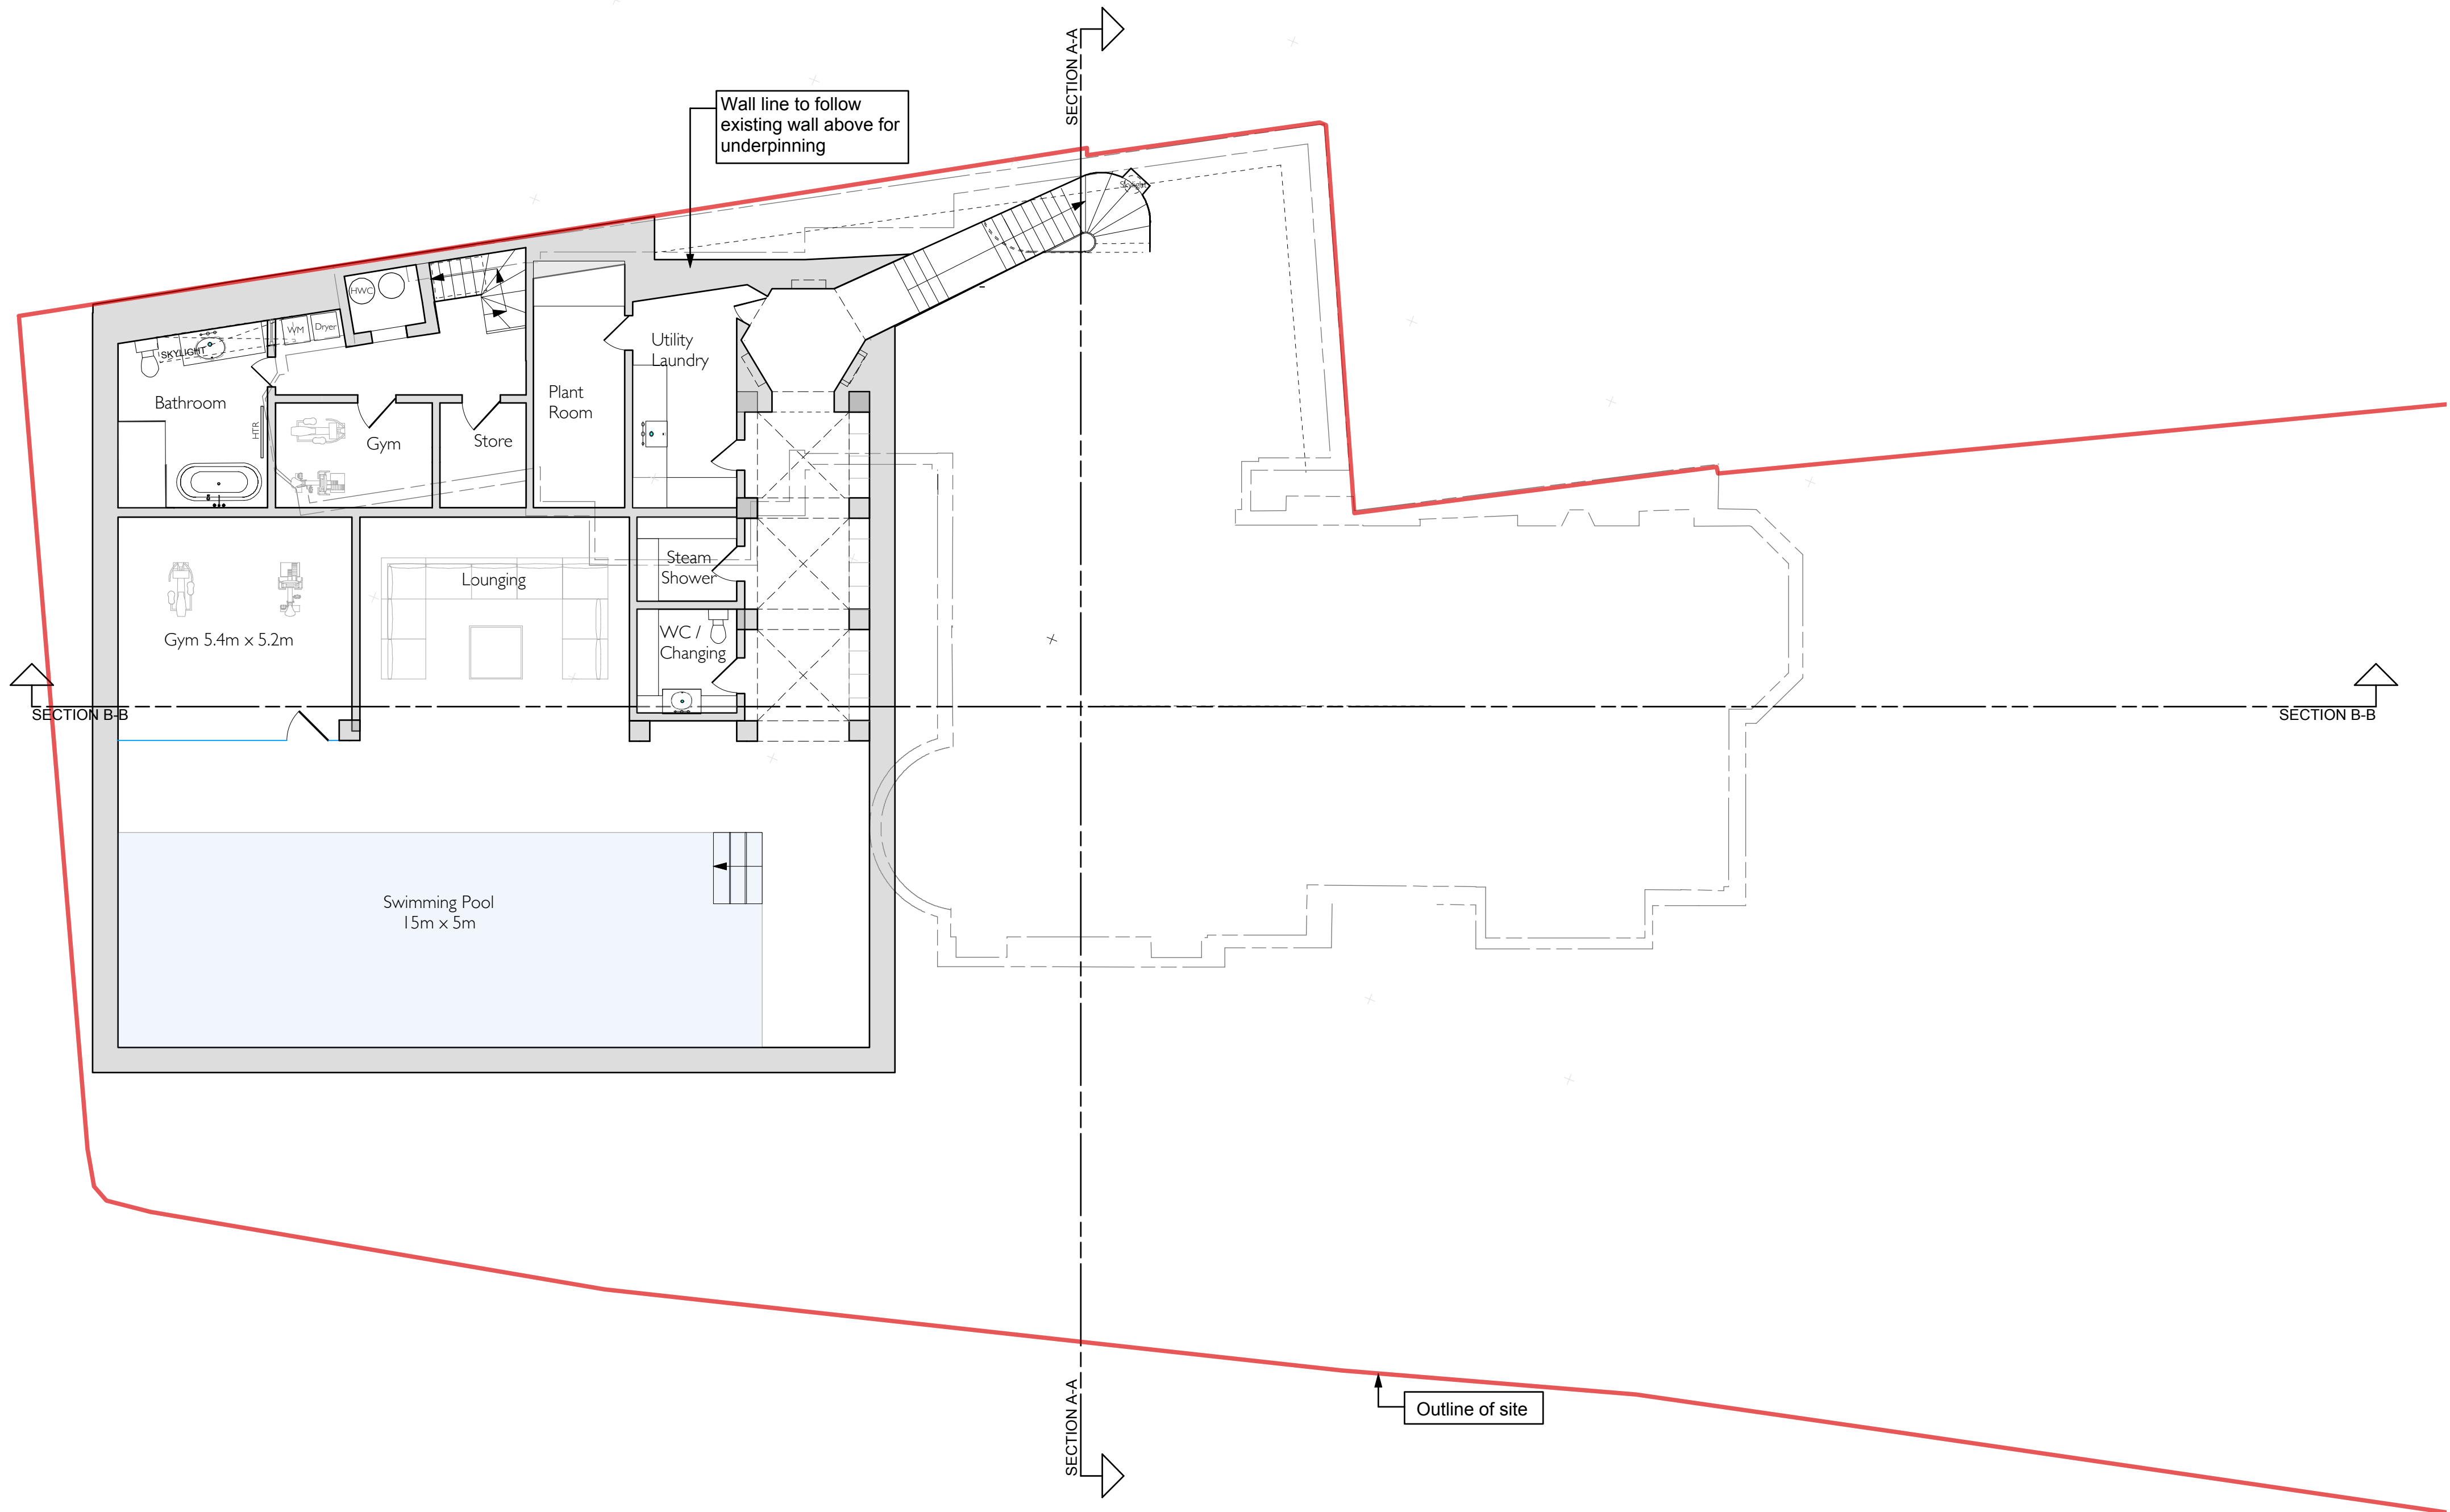 SECTION A-A
Wall line to follow
existing wall above for
underpinning
Skylight
HWC
WM
Dryer
SKYLIGHT
Utility
Laundry
Plant
Room
Bathroom
HTR
Gym
Store
Steam
Shower
Lounging
WC /
Changing
Gym 5.4m x 5.2m
SECTION B-B
SECTION B-B
Swimming Pool
15m x 5m
SECTION A-A
Outline of site